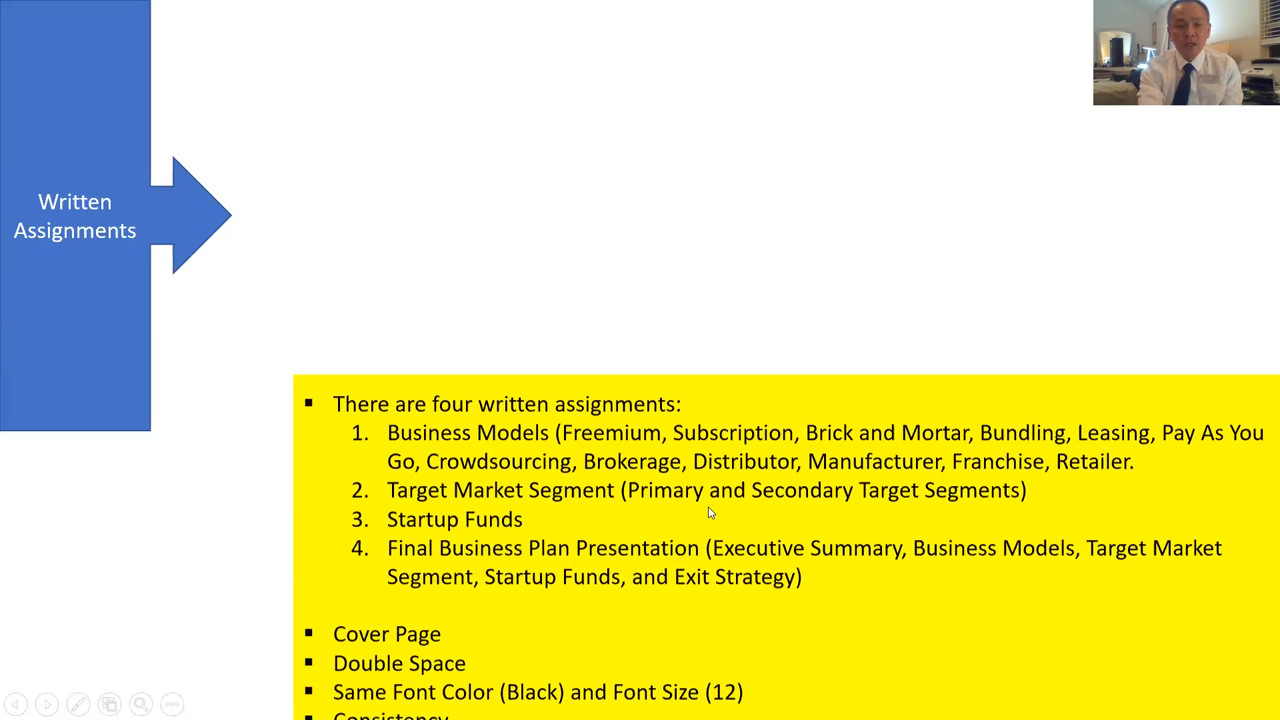 Written
Assignments
▪ There are four written assignments:
1. Business Models (Freemium, Subscription, Brick and Mortar, Bundling, Leasing, Pay As You
Go, Crowdsourcing, Brokerage, Distributor, Manufacturer, Franchise, Retailer.
2. Target Market Segment (Primary and Secondary Target Segments)
3. Startup Funds
4. Final Business Plan Presentation (Executive Summary, Business Models, Target Market
Segment, Startup Funds, and Exit Strategy)
▪ Cover Page
▪ Double Space
▪ Same Font Color (Black) and Font Size (12)
▪ Consistency